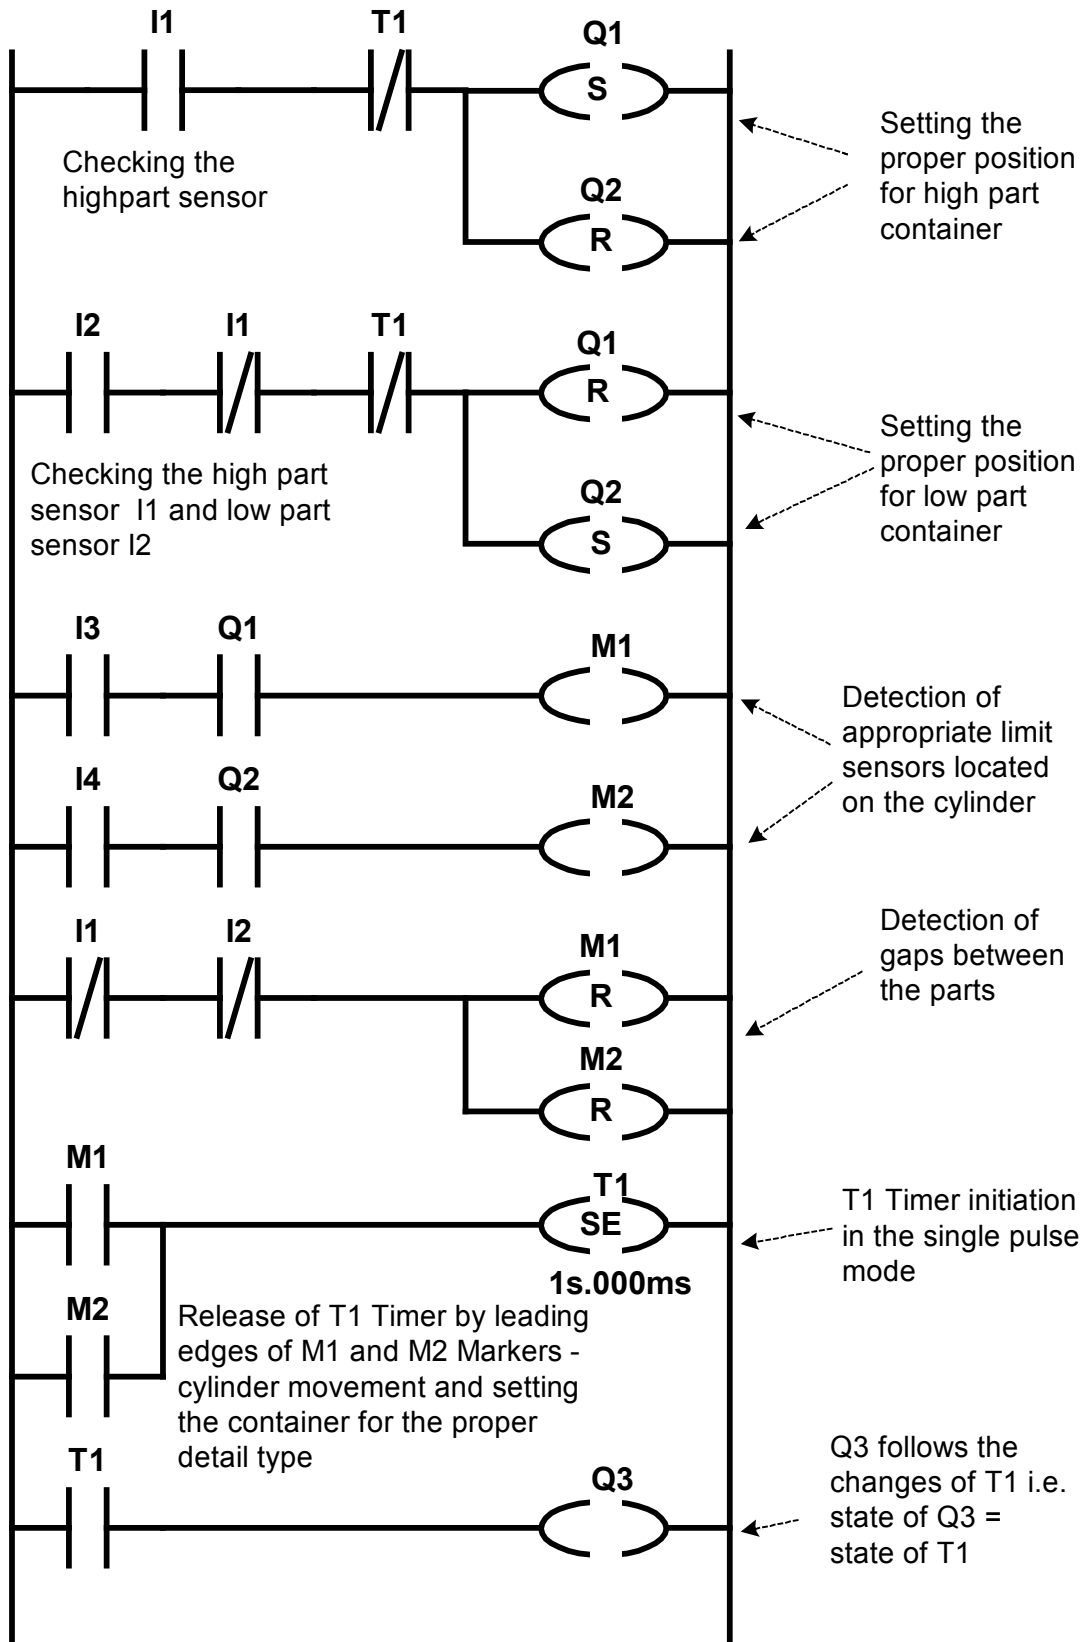 I1 T1 Q1
S
Checking the
highpart sensor
Setting the
proper position
for high part
container
Q2
R
I2 I1 T1 Q1
R
Checking the high part
sensor I1 and low part
sensor I2
Setting the
proper position
for low part
container
Q2
S
I3 Q1 M1
Detection of
appropriate limit
sensors located
on the cylinder
I4 Q2 M2
I1 I2 M1
R
Detection of
gaps between
the parts
M2
R
M1 T1
SE
1s.000ms
T1 Timer initiation
in the single pulse
mode
M2
Release of T1 Timer by leading
edges of M1 and M2 Markers -
cylinder movement and setting
the container for the proper
detail type
T1 Q3
Q3 follows the
changes of T1 i.e.
state of Q3 =
state of T1